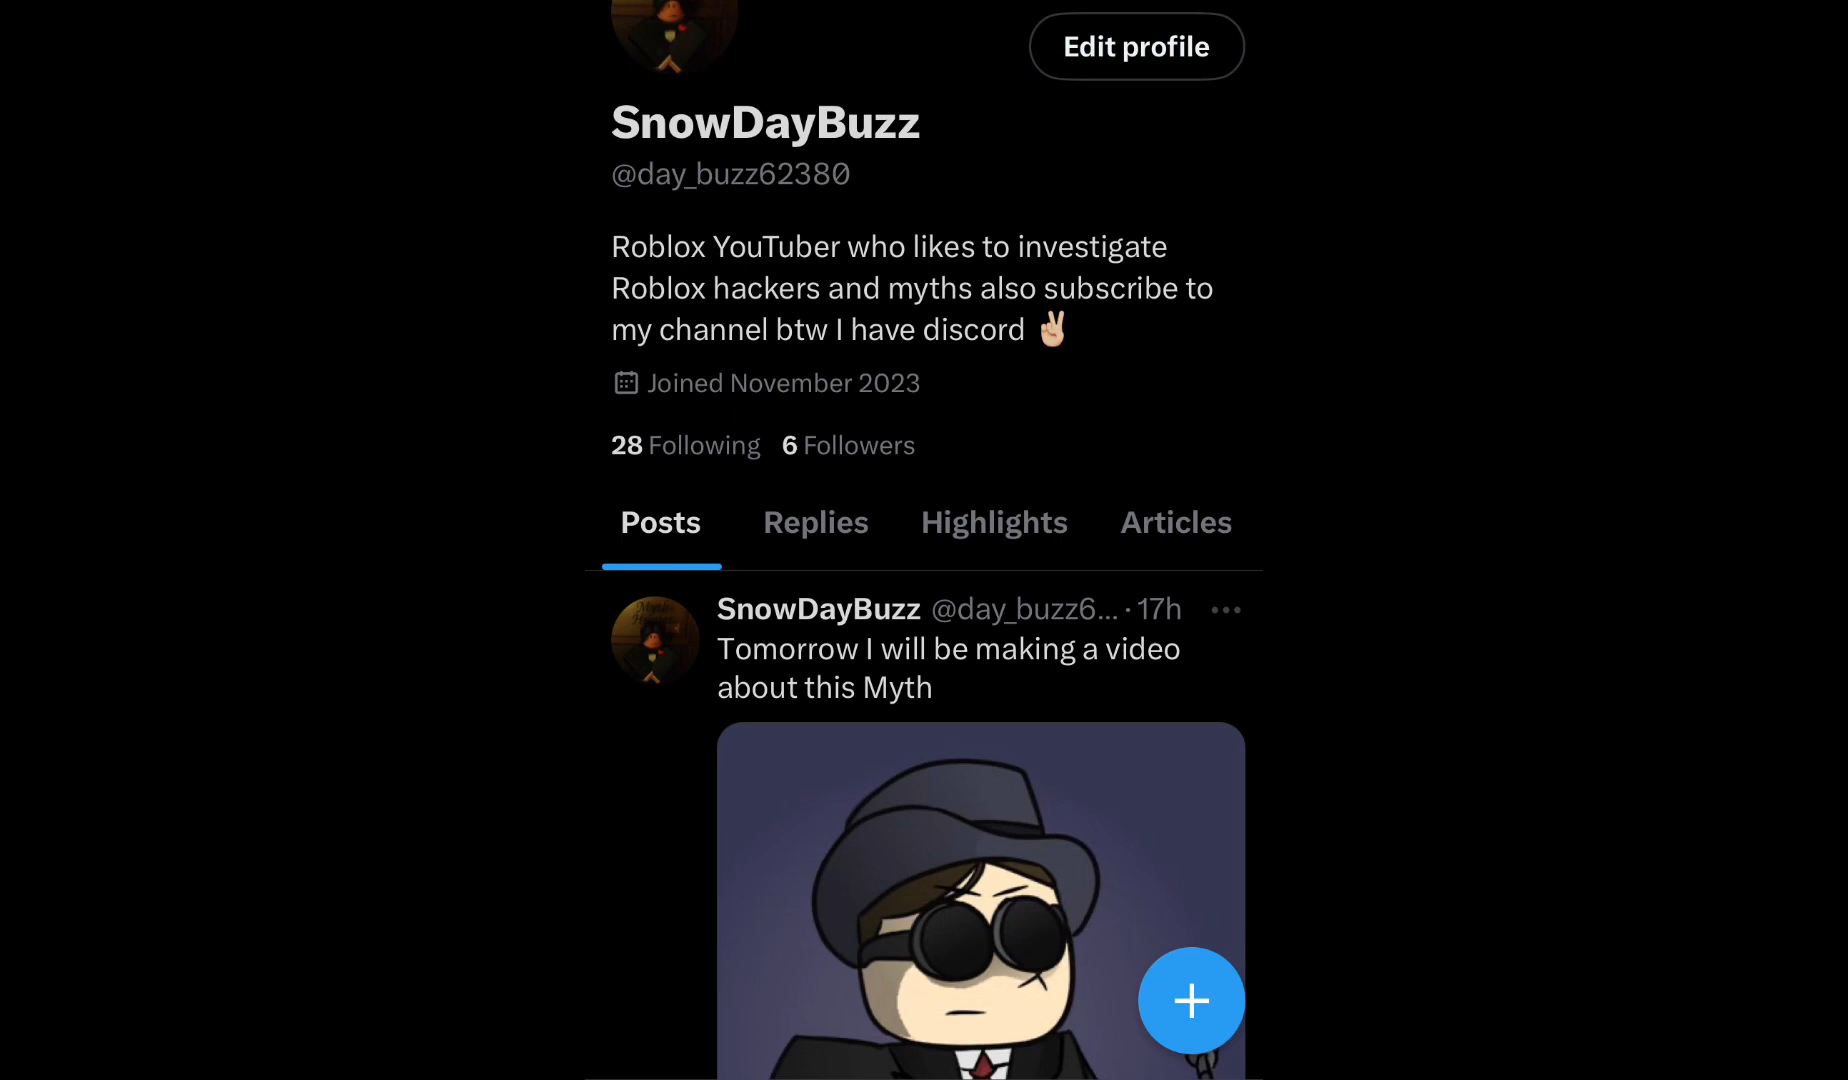 Edit profile
SnowDayBuzz
@day_buzz62380
Roblox YouTuber who likes to investigate
Roblox hackers and myths also subscribe to
my channel btw I have discord ✌🏼
Joined November 2023
28 Following 6 Followers
Posts Replies Highlights Articles
SnowDayBuzz @day_buzz6... · 17h
Tomorrow I will be making a video
about this Myth